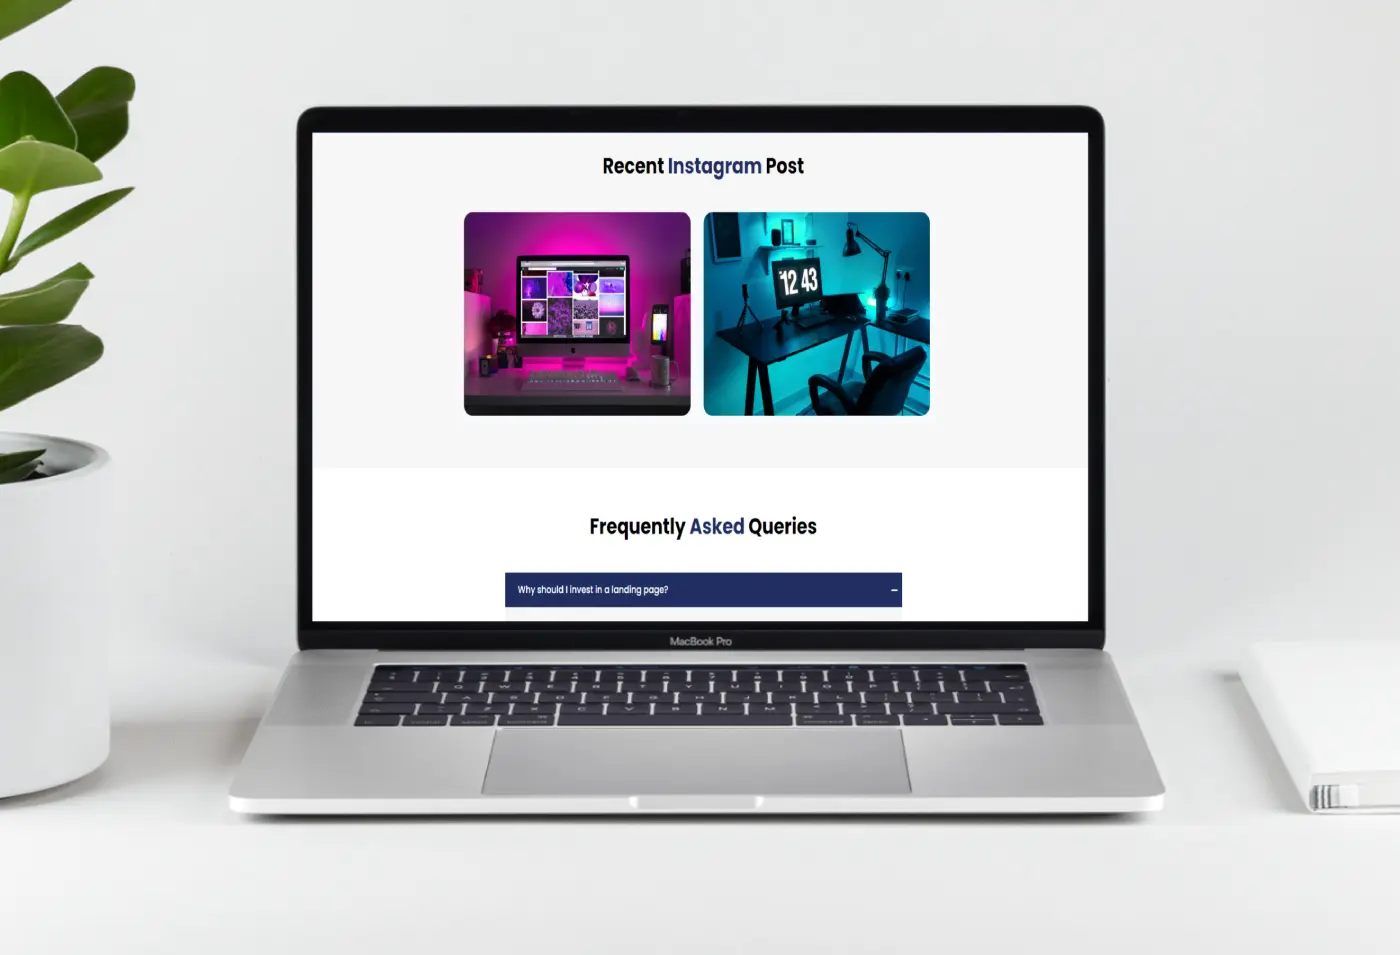 Recent Instagram Post
12 43
Frequently Asked Queries
Why should I invest in a landing page?
MacBook Pro